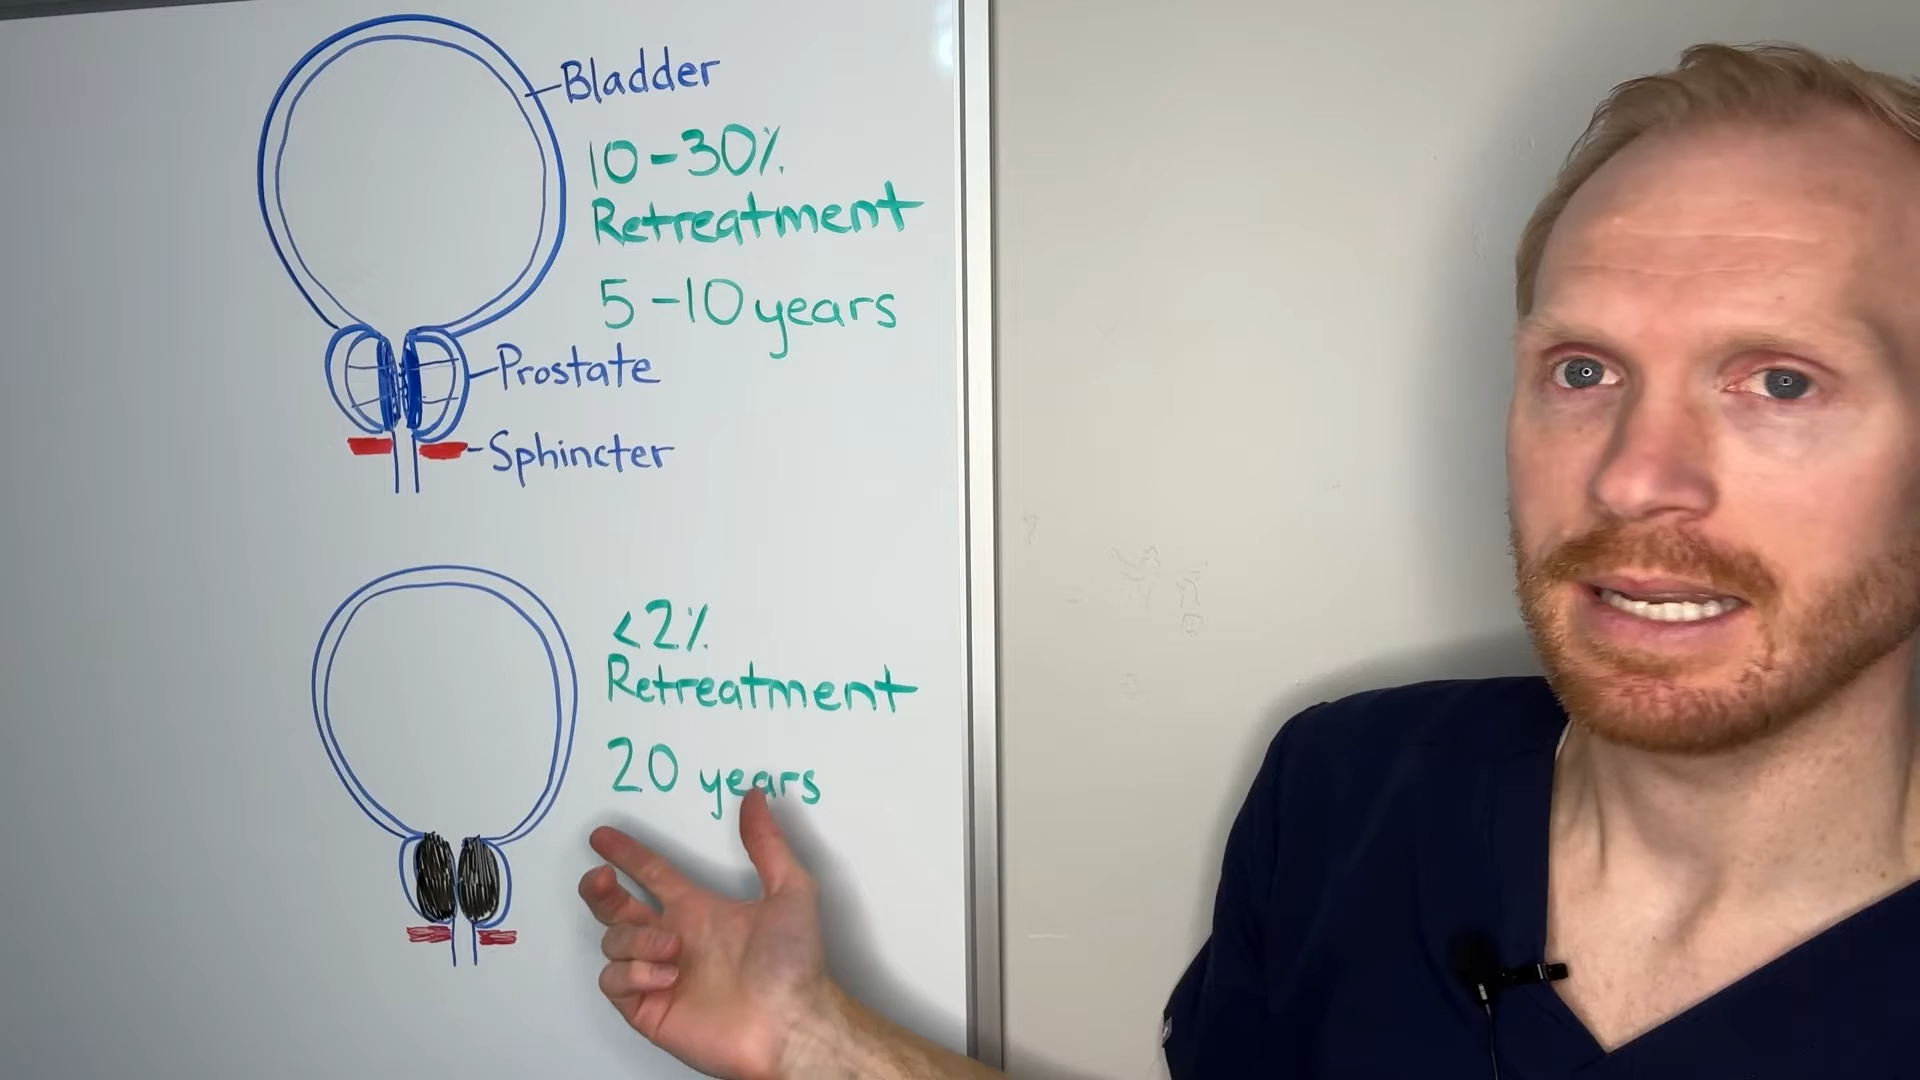 Bladder
10-30%
Retreatment
5-10 years
Prostate
Sphincter
<2%
Retreatment
20 years